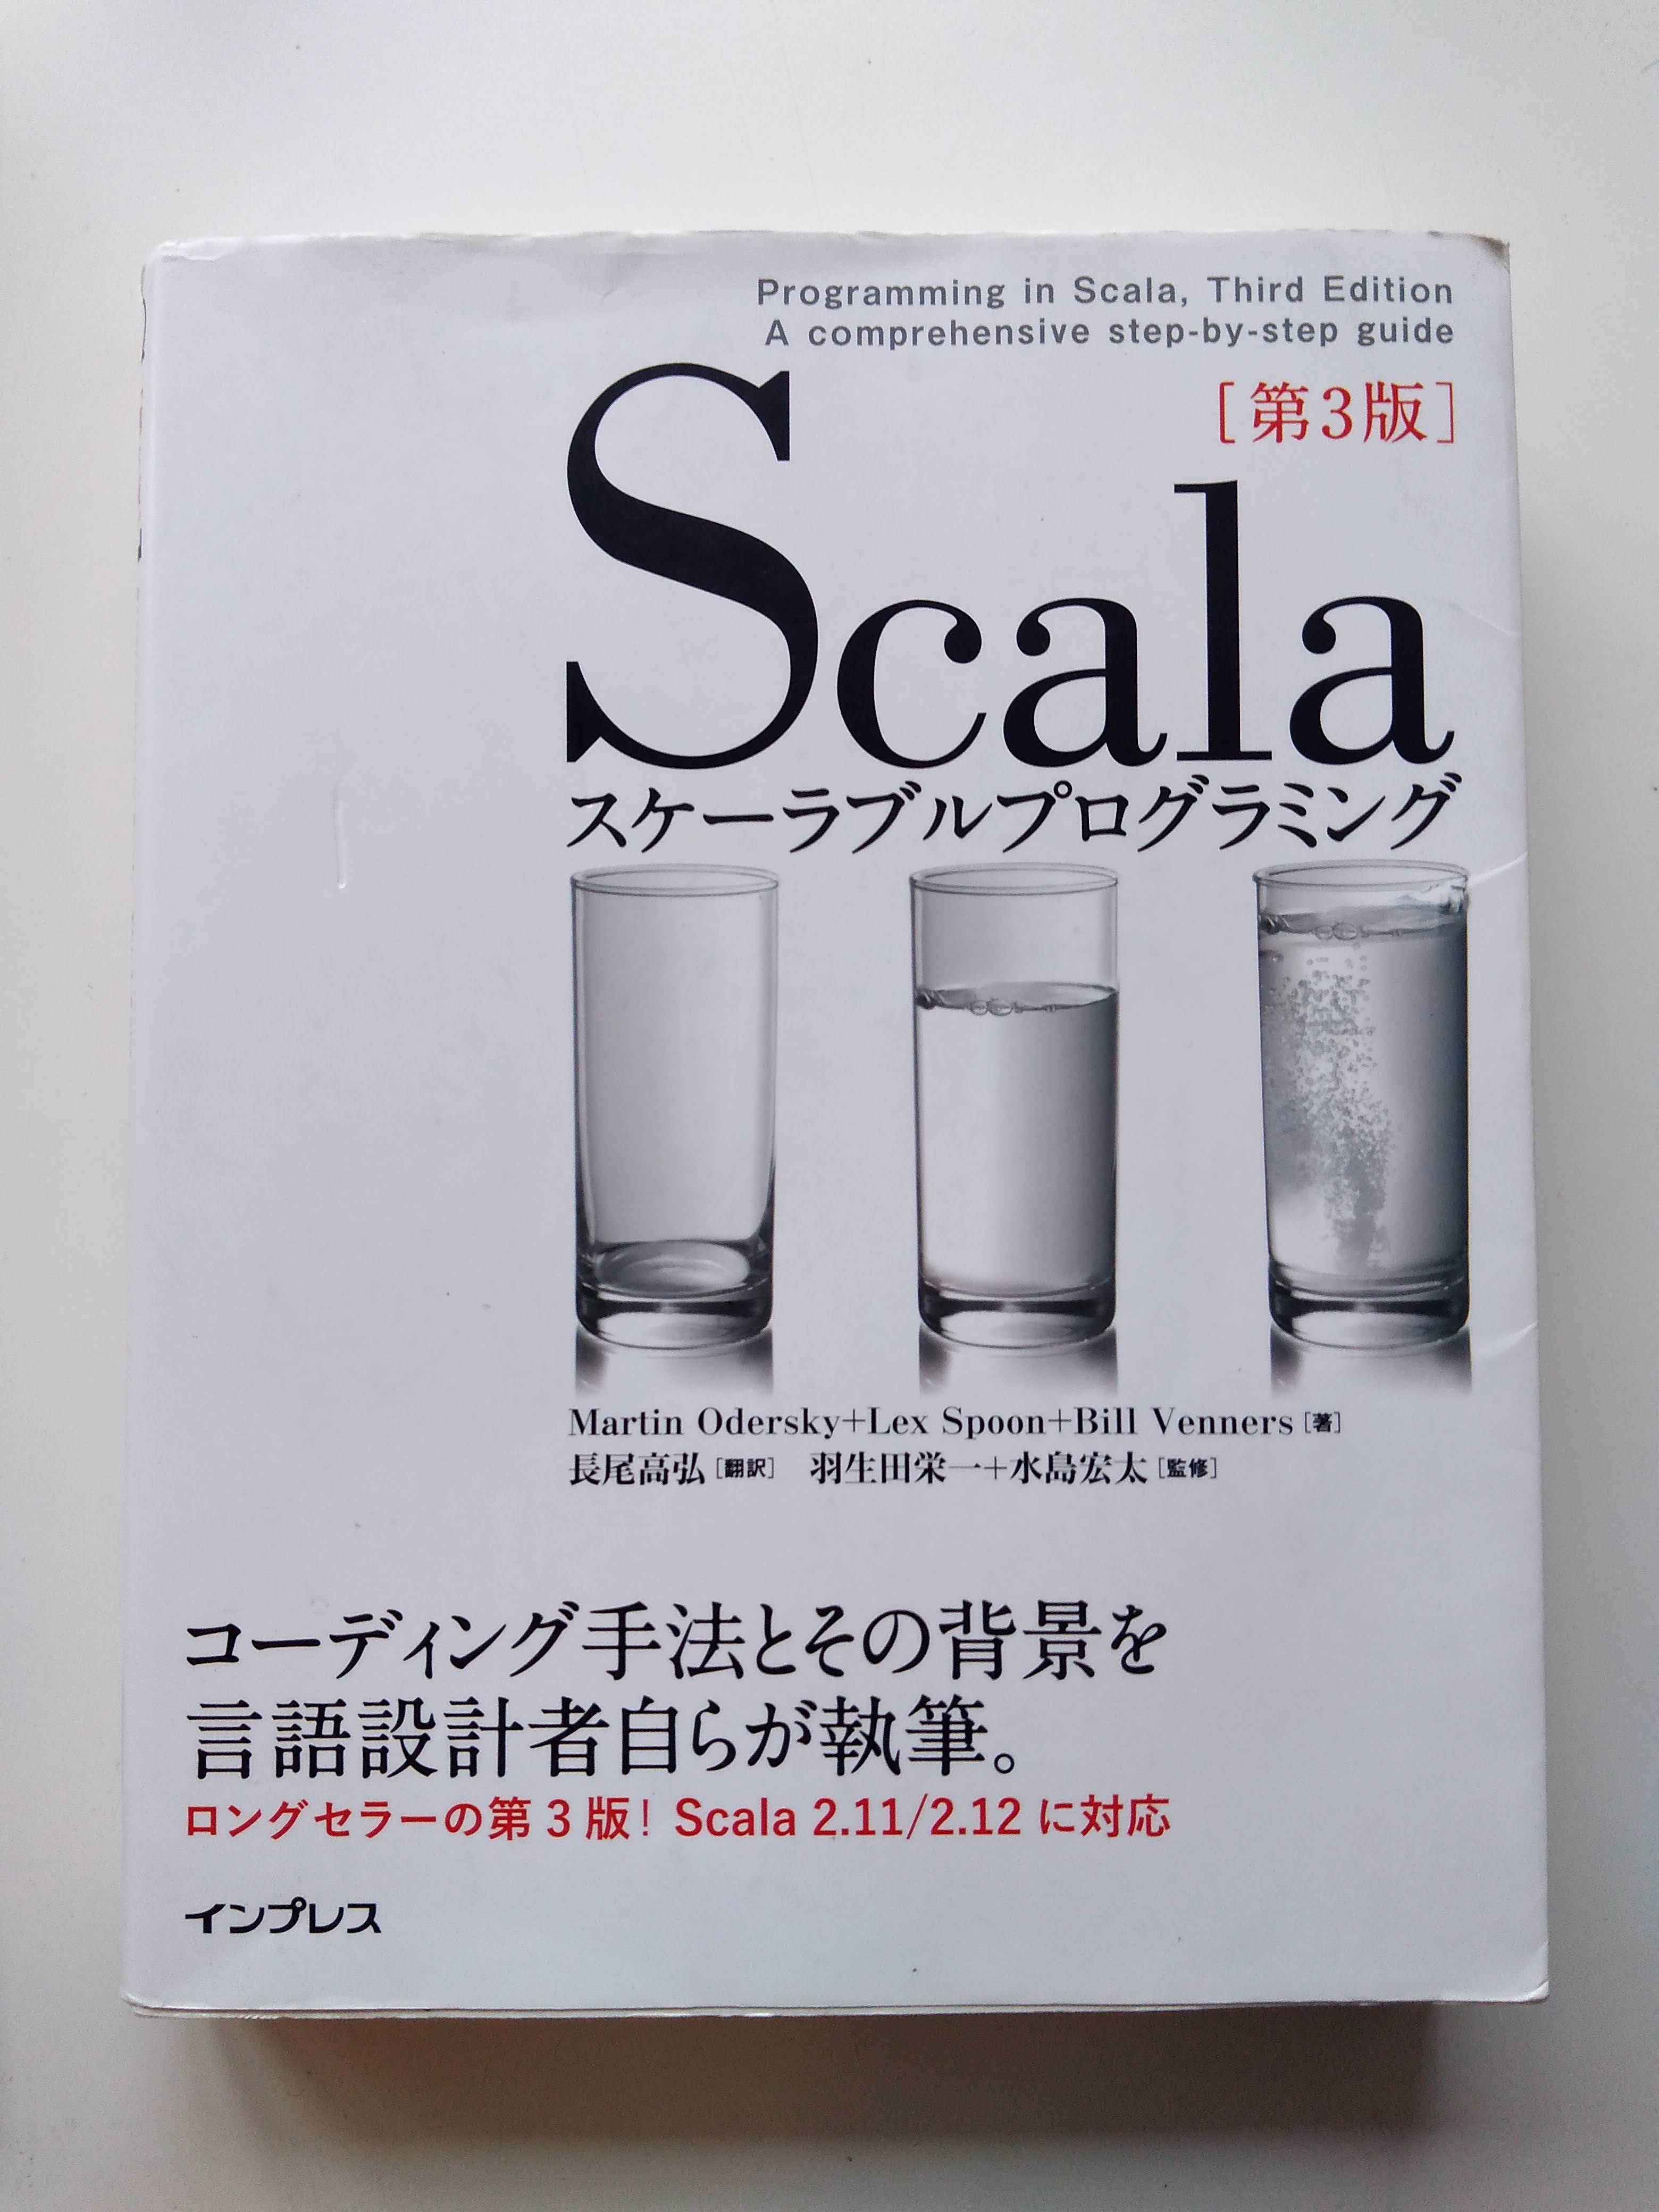 Programming in Scala, Third Edition
A comprehensive step-by-step guide
［第3版］
Scala
スケーラブルプログラミング
Martin Odersky+Lex Spoon+Bill Venners［著］
長尾高弘［翻訳］ 羽生田栄一+水島宏太［監修］
コーディング手法とその背景を
言語設計者自らが執筆。
ロングセラーの第3版! Scala 2.11/2.12 に対応
インプレス